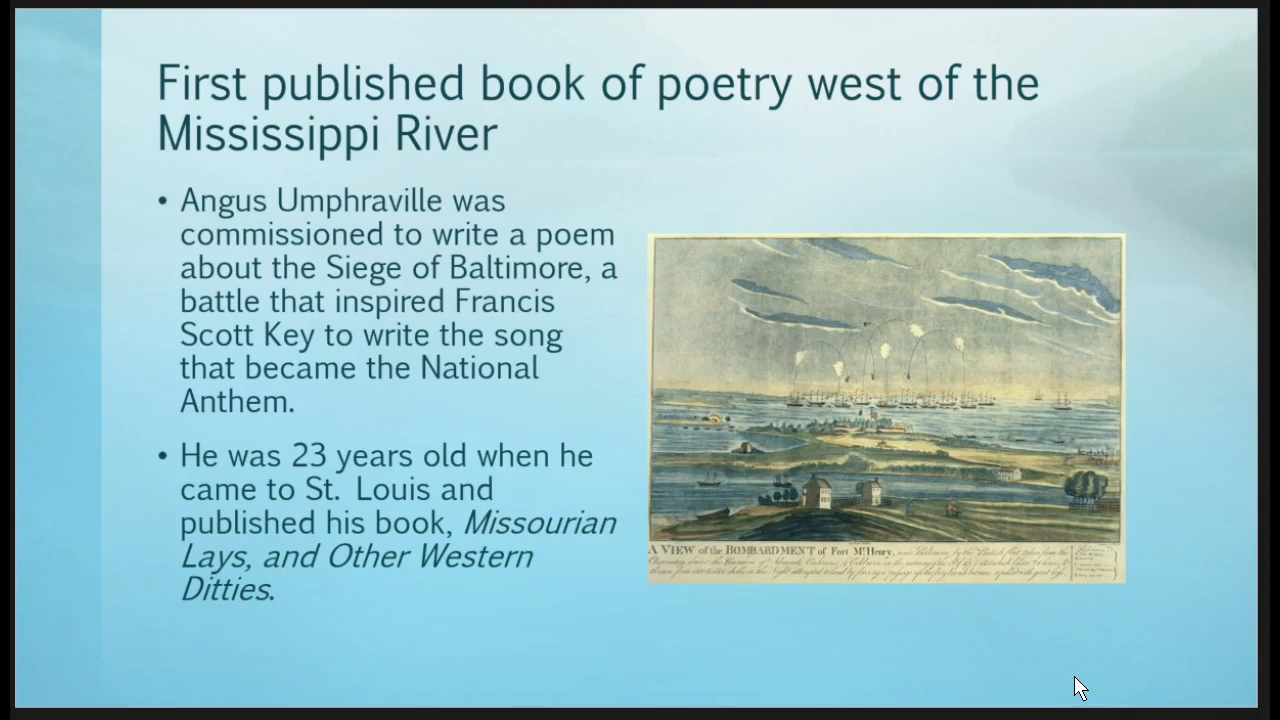 First published book of poetry west of the
Mississippi River
• Angus Umphraville was
commissioned to write a poem
about the Siege of Baltimore, a
battle that inspired Francis
Scott Key to write the song
that became the National
Anthem.
• He was 23 years old when he
came to St. Louis and
published his book, Missourian
Lays, and Other Western
Ditties.
A VIEW of the BOMBARDMENT of Fort McHenry,